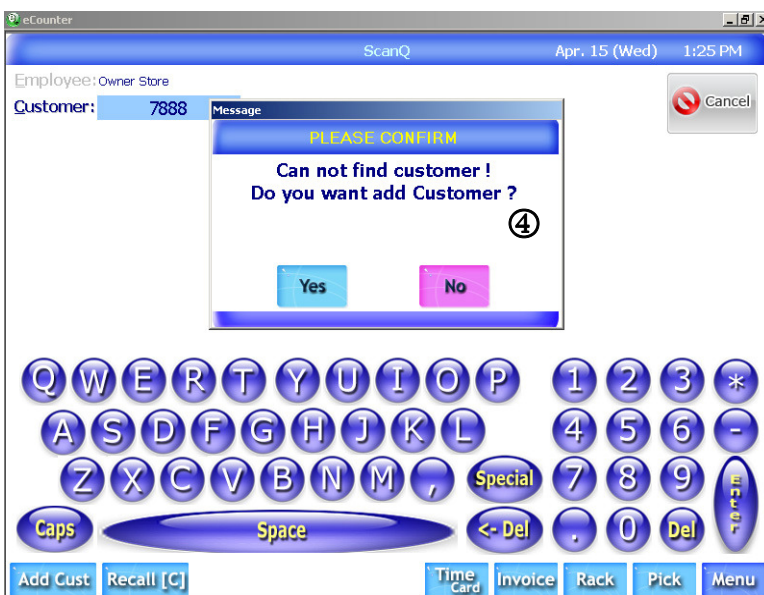 eCounter
ScanQ Apr. 15 (Wed) 1:25 PM
Employee: Owner Store
Customer: 7888
Cancel
Message
PLEASE CONFIRM
Can not find customer !
Do you want add Customer ?
④
Yes No
Q W E R T Y U I O P 1 2 3 *
A S D F G H J K L 4 5 6 -
Z X C V B N M , Special 7 8 9 Enter
Caps Space <- Del . 0 Del
Add Cust Recall [C] Time Card Invoice Rack Pick Menu